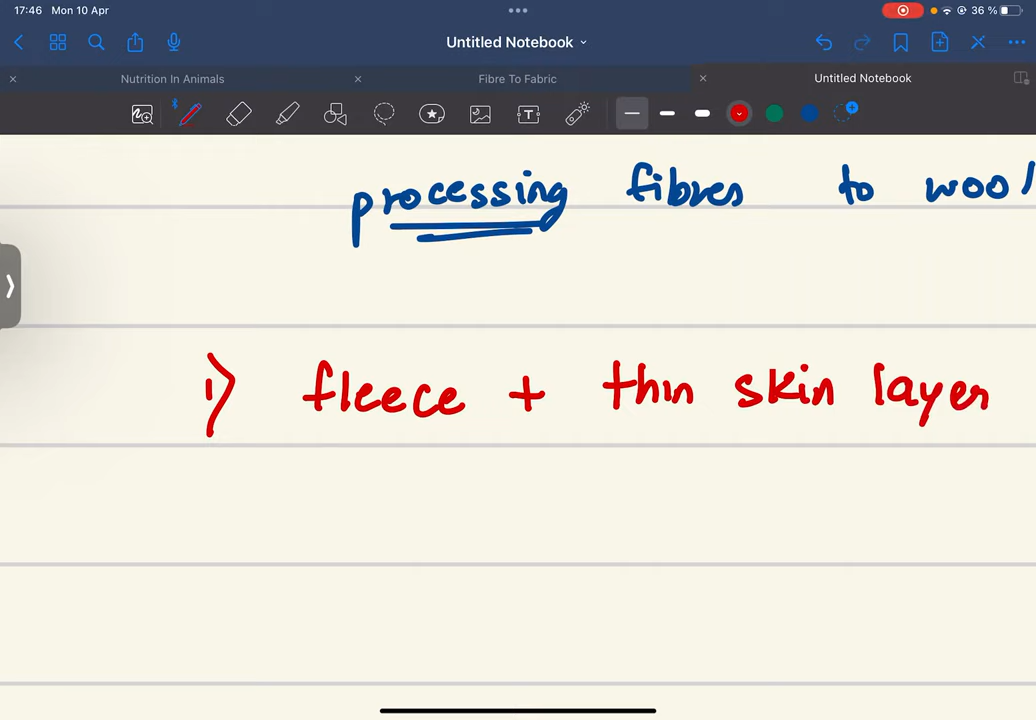 17:46 Mon 10 Apr 36 %
Untitled Notebook
Nutrition In Animals Fibre To Fabric Untitled Notebook
T
processing fibres to wool
1) fleece + thin skin layer